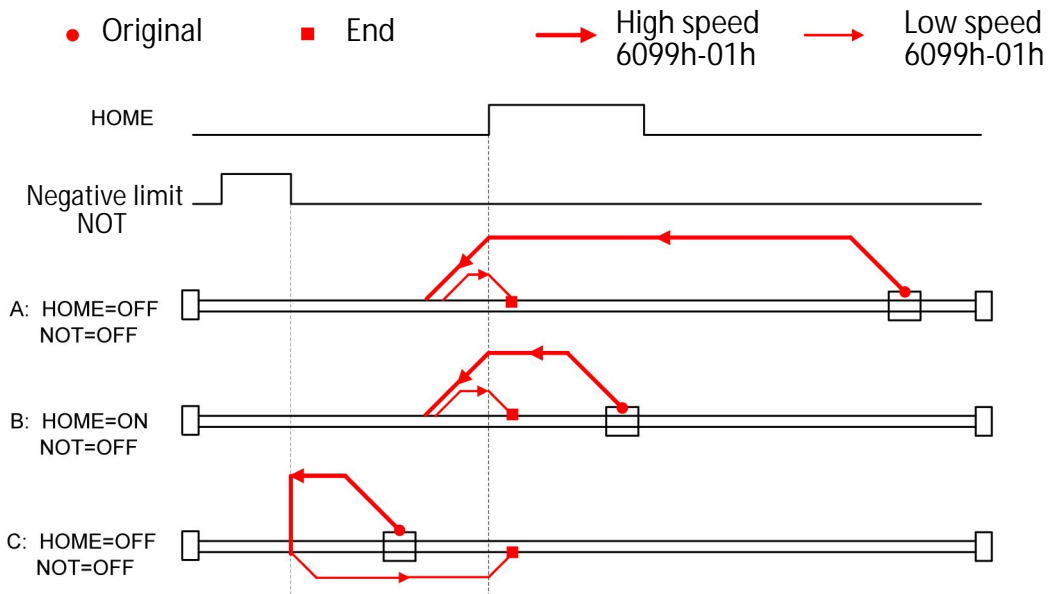 Original
End
High speed
6099h-01h
Low speed
6099h-01h
HOME
Negative limit
NOT
A: HOME=OFF
NOT=OFF
B: HOME=ON
NOT=OFF
C: HOME=OFF
NOT=OFF